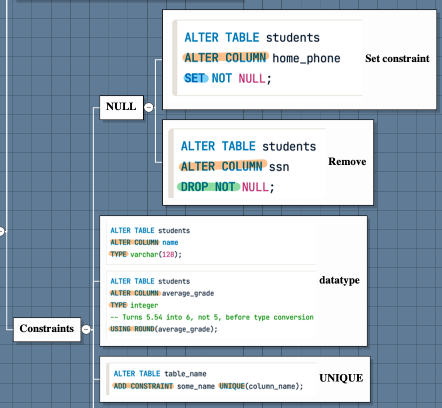 ALTER TABLE students
ALTER COLUMN home_phone
SET NOT NULL;
Set constraint
NULL
ALTER TABLE students
ALTER COLUMN ssn
DROP NOT NULL;
Remove
ALTER TABLE students
ALTER COLUMN name
TYPE varchar(128);
ALTER TABLE students
ALTER COLUMN average_grade
TYPE integer
-- Turns 5.54 into 6, not 5, before type conversion
USING ROUND(average_grade);
datatype
Constraints
ALTER TABLE table_name
ADD CONSTRAINT some_name UNIQUE(column_name);
UNIQUE